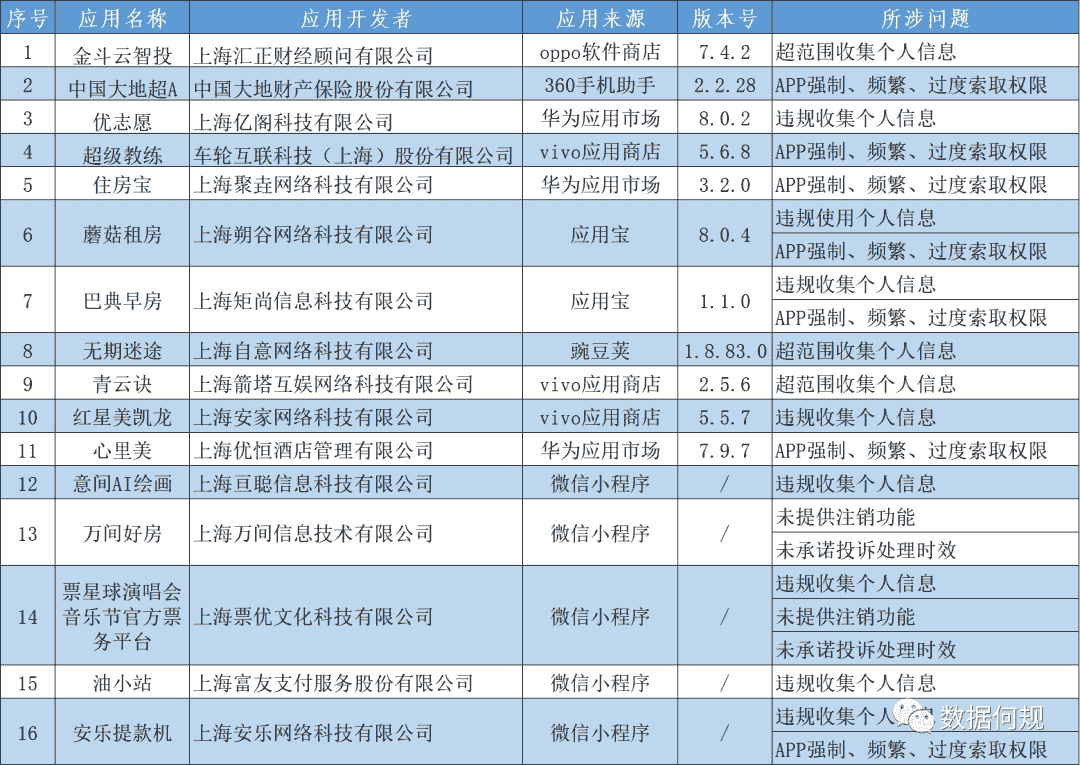 序号 应用名称 应用开发者 应用来源 版本号 所涉问题
1 金斗云智投 上海汇正财经顾问有限公司 oppo软件商店 7.4.2 超范围收集个人信息
2 中国大地超A 中国大地财产保险股份有限公司 360手机助手 2.2.28 APP强制、频繁、过度索取权限
3 优志愿 上海亿阁科技有限公司 华为应用市场 8.0.2 违规收集个人信息
4 超级教练 车轮互联科技（上海）股份有限公司 vivo应用商店 5.6.8 APP强制、频繁、过度索取权限
5 住房宝 上海聚垚网络科技有限公司 华为应用市场 3.2.0 APP强制、频繁、过度索取权限
6 蘑菇租房 上海朔谷网络科技有限公司 应用宝 8.0.4 违规使用个人信息
APP强制、频繁、过度索取权限
7 巴典早房 上海矩尚信息科技有限公司 应用宝 1.1.0 违规收集个人信息
APP强制、频繁、过度索取权限
8 无期迷途 上海自意网络科技有限公司 豌豆荚 1.8.83.0 超范围收集个人信息
9 青云诀 上海箭塔互娱网络科技有限公司 vivo应用商店 2.5.6 超范围收集个人信息
10 红星美凯龙 上海安家网络科技有限公司 vivo应用商店 5.5.7 违规收集个人信息
11 心里美 上海优恒酒店管理有限公司 华为应用市场 7.9.7 APP强制、频繁、过度索取权限
12 意间AI绘画 上海亘聪信息科技有限公司 微信小程序 / 违规收集个人信息
13 万间好房 上海万间信息技术有限公司 微信小程序 / 未提供注销功能
未承诺投诉处理时效
14 票星球演唱会 上海票优文化科技有限公司 微信小程序 / 违规收集个人信息
音乐节官方票 未提供注销功能
务平台 未承诺投诉处理时效
15 油小站 上海富友支付服务股份有限公司 微信小程序 / 违规收集个人信息
16 安乐提款机 上海安乐网络科技有限公司 微信小程序 / 违规收集个人
APP强制、频繁、过度索取权限
数据何规